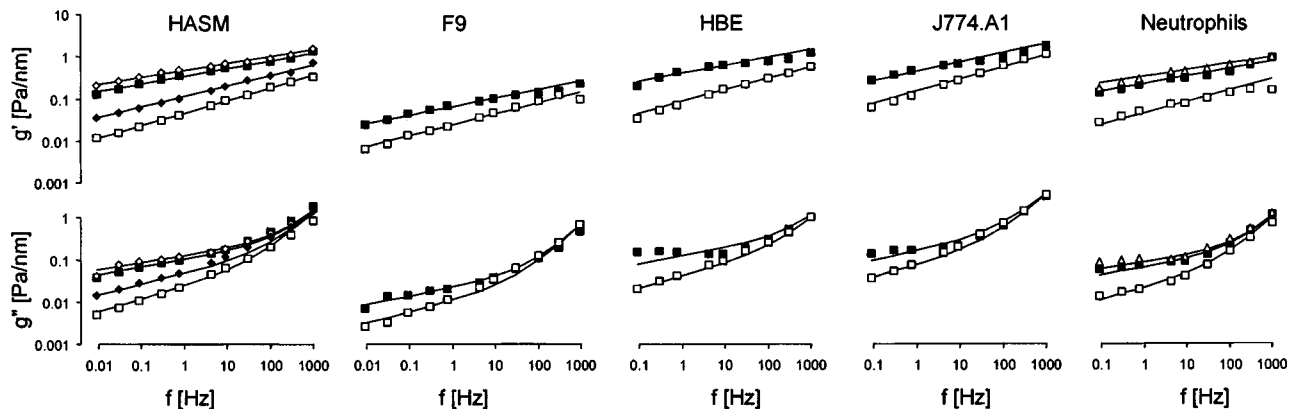 HASM F9 HBE J774.A1 Neutrophils
g' [Pa/nm]
10
1
0.1
0.01
0.001
g" [Pa/nm]
1
0.1
0.01
0.001
0.01 0.1 1 10 100 1000 0.01 0.1 1 10 100 1000 0.1 1 10 100 1000 0.1 1 10 100 1000 0.1 1 10 100 1000
f [Hz] f [Hz] f [Hz] f [Hz] f [Hz]